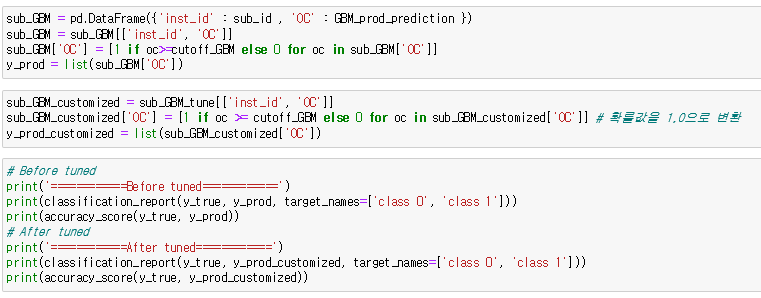 sub_GBM = pd.DataFrame({'inst_id' : sub_id , 'OC' : GBM_prod_prediction })
sub_GBM = sub_GBM[['inst_id', 'OC']]
sub_GBM['OC'] = [1 if oc>=cutoff_GBM else 0 for oc in sub_GBM['OC']]
y_prod = list(sub_GBM['OC'])
sub_GBM_customized = sub_GBM_tune[['inst_id', 'OC']]
sub_GBM_customized['OC'] = [1 if oc >= cutoff_GBM else 0 for oc in sub_GBM_customized['OC']] # 확률값을 1,0으로 변환
y_prod_customized = list(sub_GBM_customized['OC'])
# Before tuned
print('===========Before tuned===========')
print(classification_report(y_true, y_prod, target_names=['class 0', 'class 1']))
print(accuracy_score(y_true, y_prod))
# After tuned
print('===========After tuned===========')
print(classification_report(y_true, y_prod_customized, target_names=['class 0', 'class 1']))
print(accuracy_score(y_true, y_prod_customized))